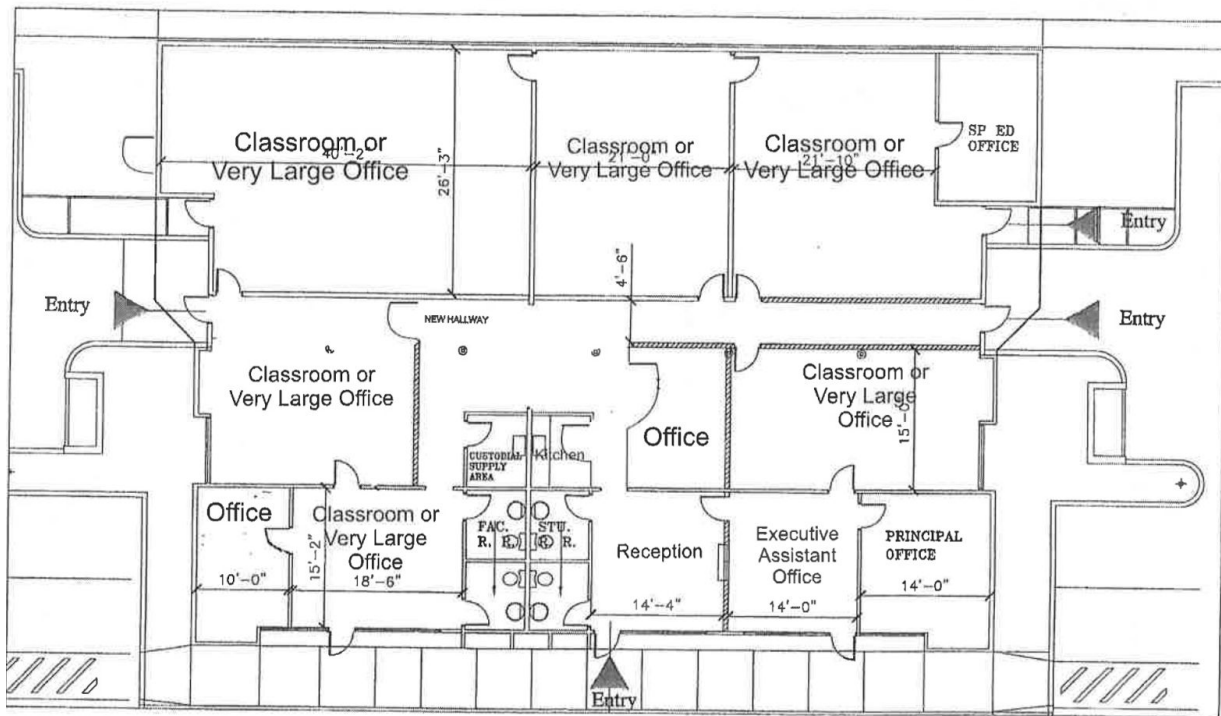 Classroom or
Very Large Office
40'-2"
26'-3"
Classroom or
Very Large Office
21'-0"
Classroom or
Very Large Office
21'-10"
SP ED
OFFICE
Entry
4'-6"
Entry
NEW HALLWAY
Entry
Classroom or
Very Large Office
Classroom or
Very Large
Office
15'-0"
Office
CUSTODIAL
SUPPLY
AREA
Kitchen
Office
10'-0"
15'-2"
Classroom or
Very Large
Office
18'-6"
FAC.
R. R.
STU.
R. R.
Reception
14'-4"
Executive
Assistant
Office
14'-0"
PRINCIPAL
OFFICE
14'-0"
Entry